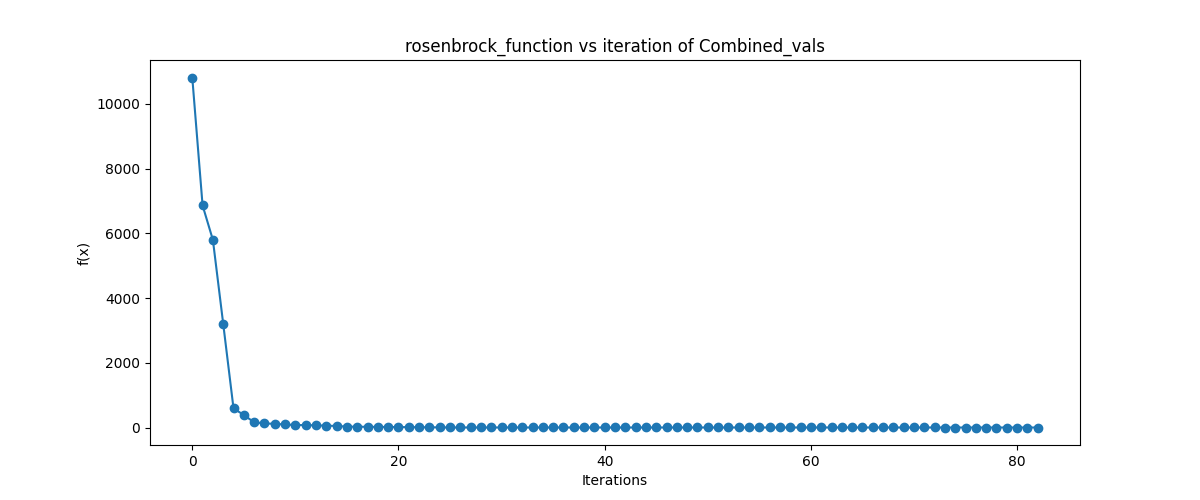 rosenbrock_function vs iteration of Combined_vals
10000
8000
6000
4000
2000
0
f(x)
0 20 40 60 80
Iterations